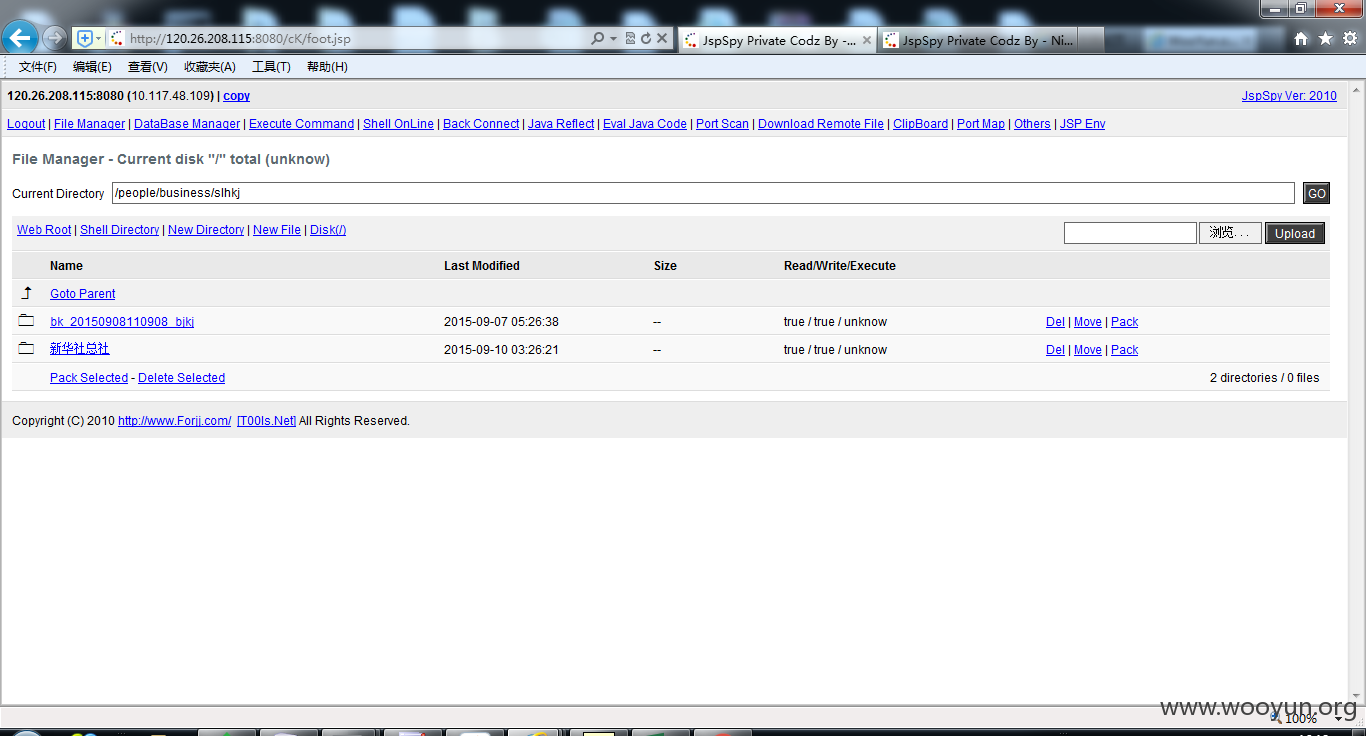 http://120.26.208.115:8080/cK/foot.jsp
JspSpy Private Codz By -...
JspSpy Private Codz By - Ni...
文件(F) 编辑(E) 查看(V) 收藏夹(A) 工具(T) 帮助(H)
120.26.208.115:8080 (10.117.48.109) | copy JspSpy Ver: 2010
Logout | File Manager | DataBase Manager | Execute Command | Shell OnLine | Back Connect | Java Reflect | Eval Java Code | Port Scan | Download Remote File | ClipBoard | Port Map | Others | JSP Env
File Manager - Current disk "/" total (unknow)
Current Directory /people/business/slhkj GO
Web Root | Shell Directory | New Directory | New File | Disk(/) 浏览... Upload
Name Last Modified Size Read/Write/Execute
Goto Parent
bk_20150908110908_bjkj 2015-09-07 05:26:38 -- true / true / unknow Del | Move | Pack
新华社总社 2015-09-10 03:26:21 -- true / true / unknow Del | Move | Pack
Pack Selected - Delete Selected 2 directories / 0 files
Copyright (C) 2010 http://www.Forjj.com/ [T00ls.Net] All Rights Reserved.
www.wooyun.org
100%